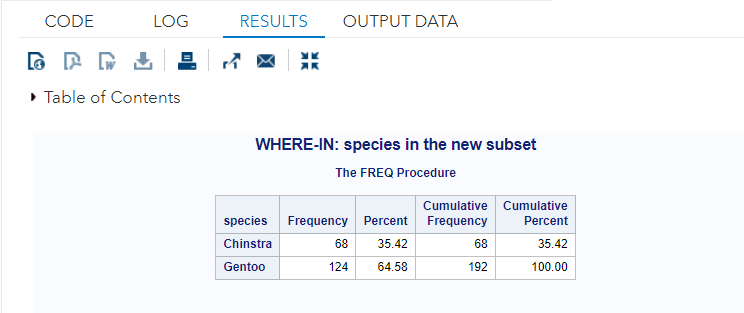 CODE LOG RESULTS OUTPUT DATA
Table of Contents
WHERE-IN: species in the new subset
The FREQ Procedure
species Frequency Percent Cumulative Frequency Cumulative Percent
Chinstra 68 35.42 68 35.42
Gentoo 124 64.58 192 100.00